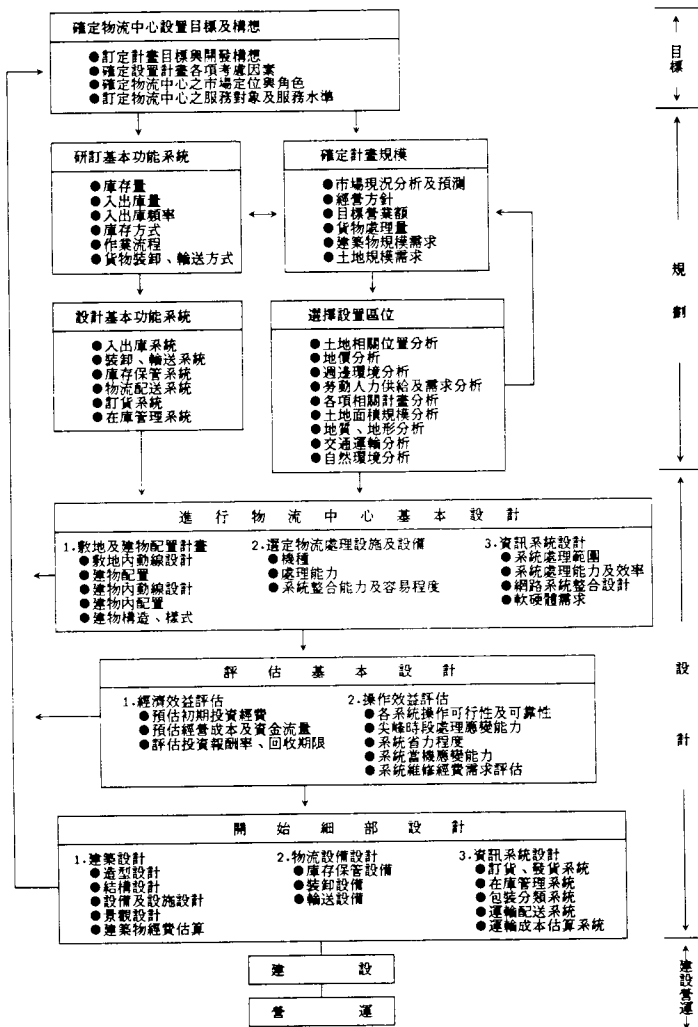 確定物流中心設置目標及構想
●訂定計畫目標與開發構想
●確定設置計畫各項考慮因素
●確定物流中心之市場定位與角色
●訂定物流中心之服務對象及服務水準
研訂基本功能系統
●庫存量
●入出庫量
●入出庫頻率
●庫存方式
●作業流程
●貨物裝卸、輸送方式
確定計畫規模
●市場現況分析及預測
●經營方針
●目標營業額
●貨物處理量
●建築物規模需求
●土地規模需求
設計基本功能系統
●入出庫系統
●裝卸、輸送系統
●庫存保管系統
●物流配送系統
●訂貨系統
●在庫管理系統
選擇設置區位
●土地相關位置分析
●地價分析
●週邊環境分析
●勞動人力供給及需求分析
●各項相關計畫分析
●土地面積規模分析
●地質、地形分析
●交通運輸分析
●自然環境分析
進行物流中心基本設計
1.敷地及建物配置計畫
●敷地內動線設計
●建物配置
●建物內動線設計
●建物內配置
●建物構造、樣式
2.選定物流處理設施及設備
●機種
●處理能力
●系統整合能力及容易程度
3.資訊系統設計
●系統處理範圍
●系統處理能力及效率
●網路系統整合設計
●軟硬體需求
評估基本設計
1.經濟效益評估
●預估初期投資經費
●預估經營成本及資金流量
●評估投資報酬率、回收期限
2.操作效益評估
●各系統操作可行性及可靠性
●尖峰時段處理應變能力
●系統省力程度
●系統當機應變能力
●系統維修經費需求評估
開始細部設計
1.建築設計
●造型設計
●結構設計
●設備及設施設計
●景觀設計
●建築物經費估算
2.物流設備設計
●庫存保管設備
●裝卸設備
●輸送設備
3.資訊系統設計
●訂貨、發貨系統
●在庫管理系統
●包裝分類系統
●運輸配送系統
●運輸成本估算系統
建設
營運
目標
規劃
設計
建設營運